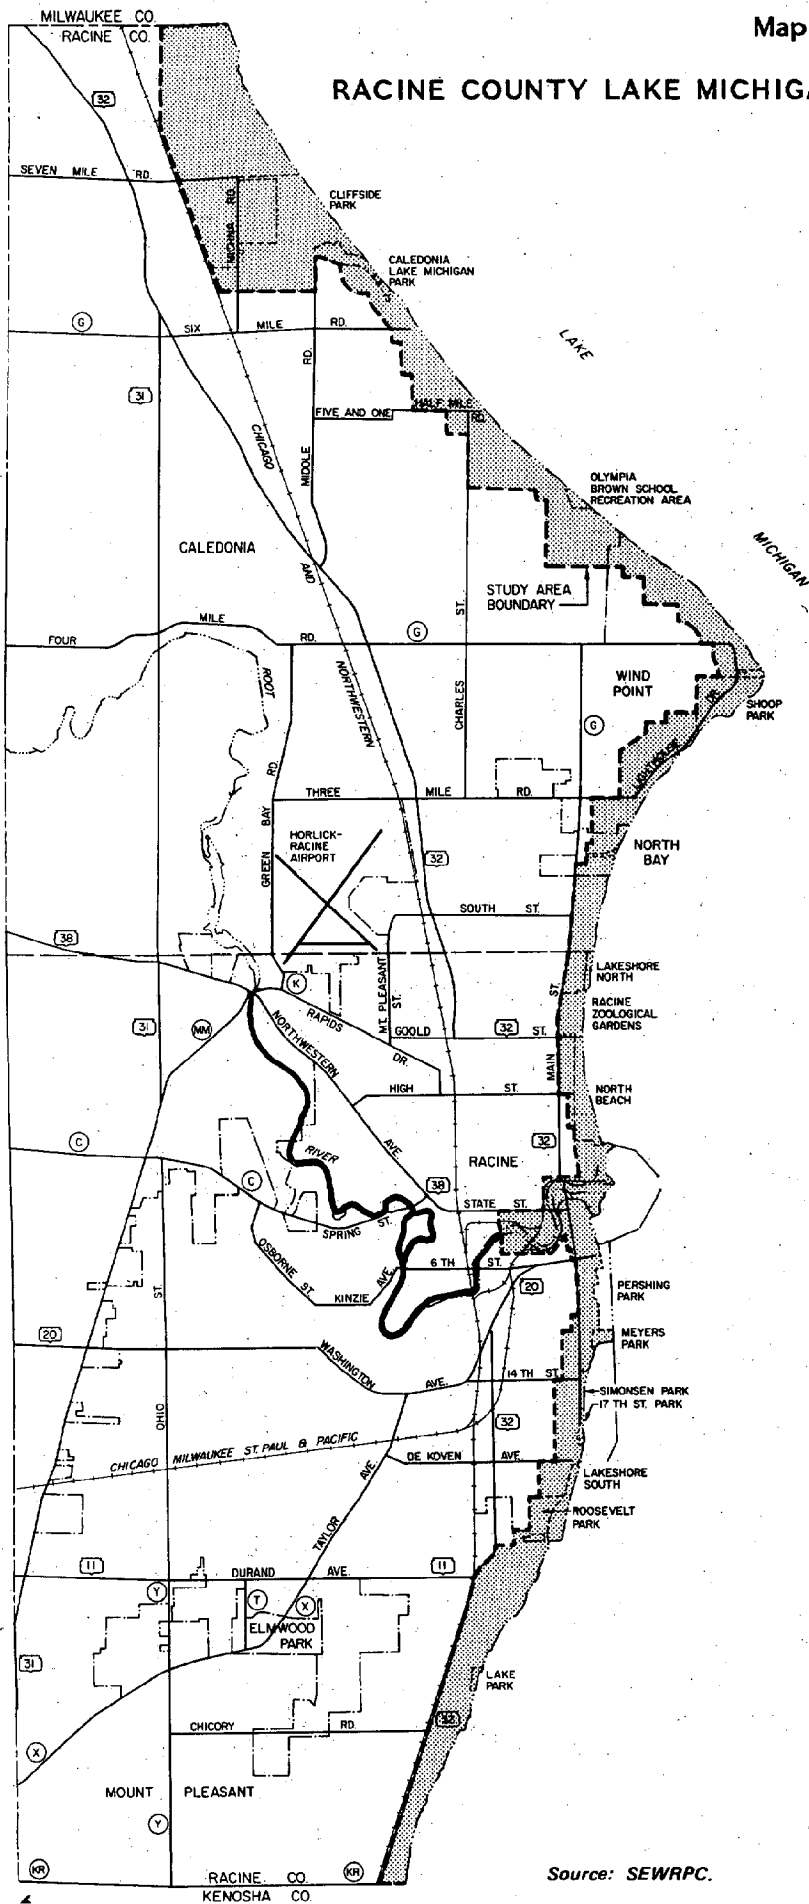 MILWAUKEE CO.
RACINE CO.
Map
RACINE COUNTY LAKE MICHIGA
32
SEVEN MILE RD.
MICHNA RD.
CLIFFSIDE
PARK
CALEDONIA
LAKE MICHIGAN
PARK
G
SIX MILE RD.
LAKE
31
MIDDLE RD.
FIVE AND ONE HALF MILE RD.
CHICAGO AND NORTHWESTERN
OLYMPIA
BROWN SCHOOL
RECREATION AREA
MICHIGAN
CALEDONIA
STUDY AREA
BOUNDARY
FOUR MILE RD.
G
CHARLES ST.
ROOT
WIND
POINT
SHOOP
PARK
G
LIGHTHOUSE DR.
THREE MILE RD.
GREEN BAY RD.
HORLICK-
RACINE
AIRPORT
NORTH
BAY
32
SOUTH ST.
38
LAKESHORE
NORTH
K
MT. PLEASANT ST.
RACINE
ZOOLOGICAL
GARDENS
31
MM
RAPIDS DR.
GOOLD ST.
32
MAIN ST.
NORTHWESTERN AVE.
HIGH ST.
NORTH
BEACH
C
32
RIVER
RACINE
C
38
STATE ST.
SPRING ST.
OSBORNE ST.
KINZIE AVE.
6 TH ST.
20
PERSHING
PARK
20
MEYERS
PARK
WASHINGTON AVE.
14 TH ST.
SIMONSEN PARK
17 TH ST. PARK
OHIO ST.
32
CHICAGO MILWAUKEE ST. PAUL & PACIFIC
DE KOVEN AVE.
LAKESHORE
SOUTH
TAYLOR AVE.
ROOSEVELT
PARK
11
DURAND AVE.
11
Y
T
X
ELMWOOD
PARK
31
LAKE
PARK
CHICORY RD.
32
X
MOUNT PLEASANT
Y
KR
KR
RACINE CO.
KENOSHA CO.
Source: SEWRPC.
6